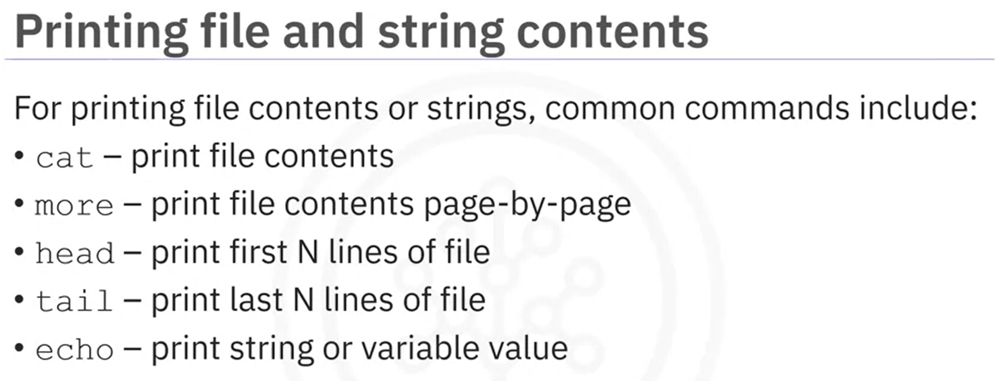 Printing file and string contents
For printing file contents or strings, common commands include:
• cat – print file contents
• more – print file contents page-by-page
• head – print first N lines of file
• tail – print last N lines of file
• echo – print string or variable value